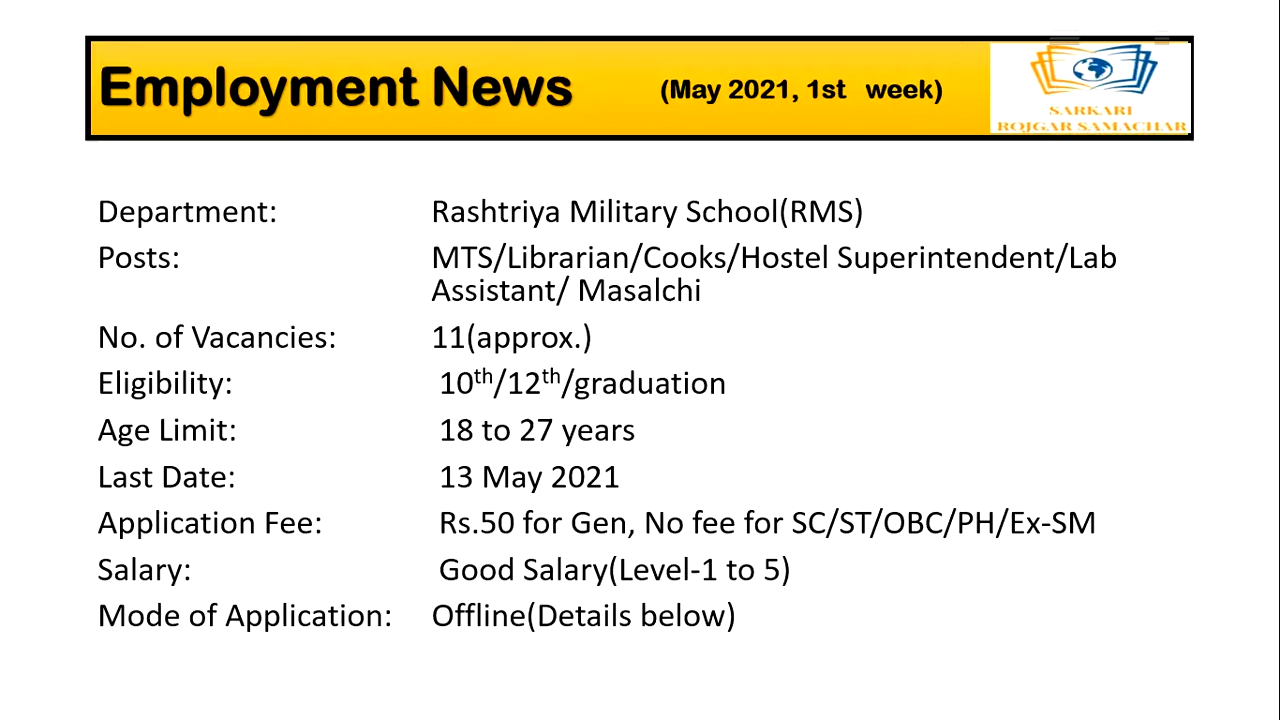 Employment News (May 2021, 1st week)
SARKARI
ROJGAR SAMACHAR
Department: Rashtriya Military School(RMS)
Posts: MTS/Librarian/Cooks/Hostel Superintendent/Lab
Assistant/ Masalchi
No. of Vacancies: 11(approx.)
Eligibility: 10th/12th/graduation
Age Limit: 18 to 27 years
Last Date: 13 May 2021
Application Fee: Rs.50 for Gen, No fee for SC/ST/OBC/PH/Ex-SM
Salary: Good Salary(Level-1 to 5)
Mode of Application: Offline(Details below)